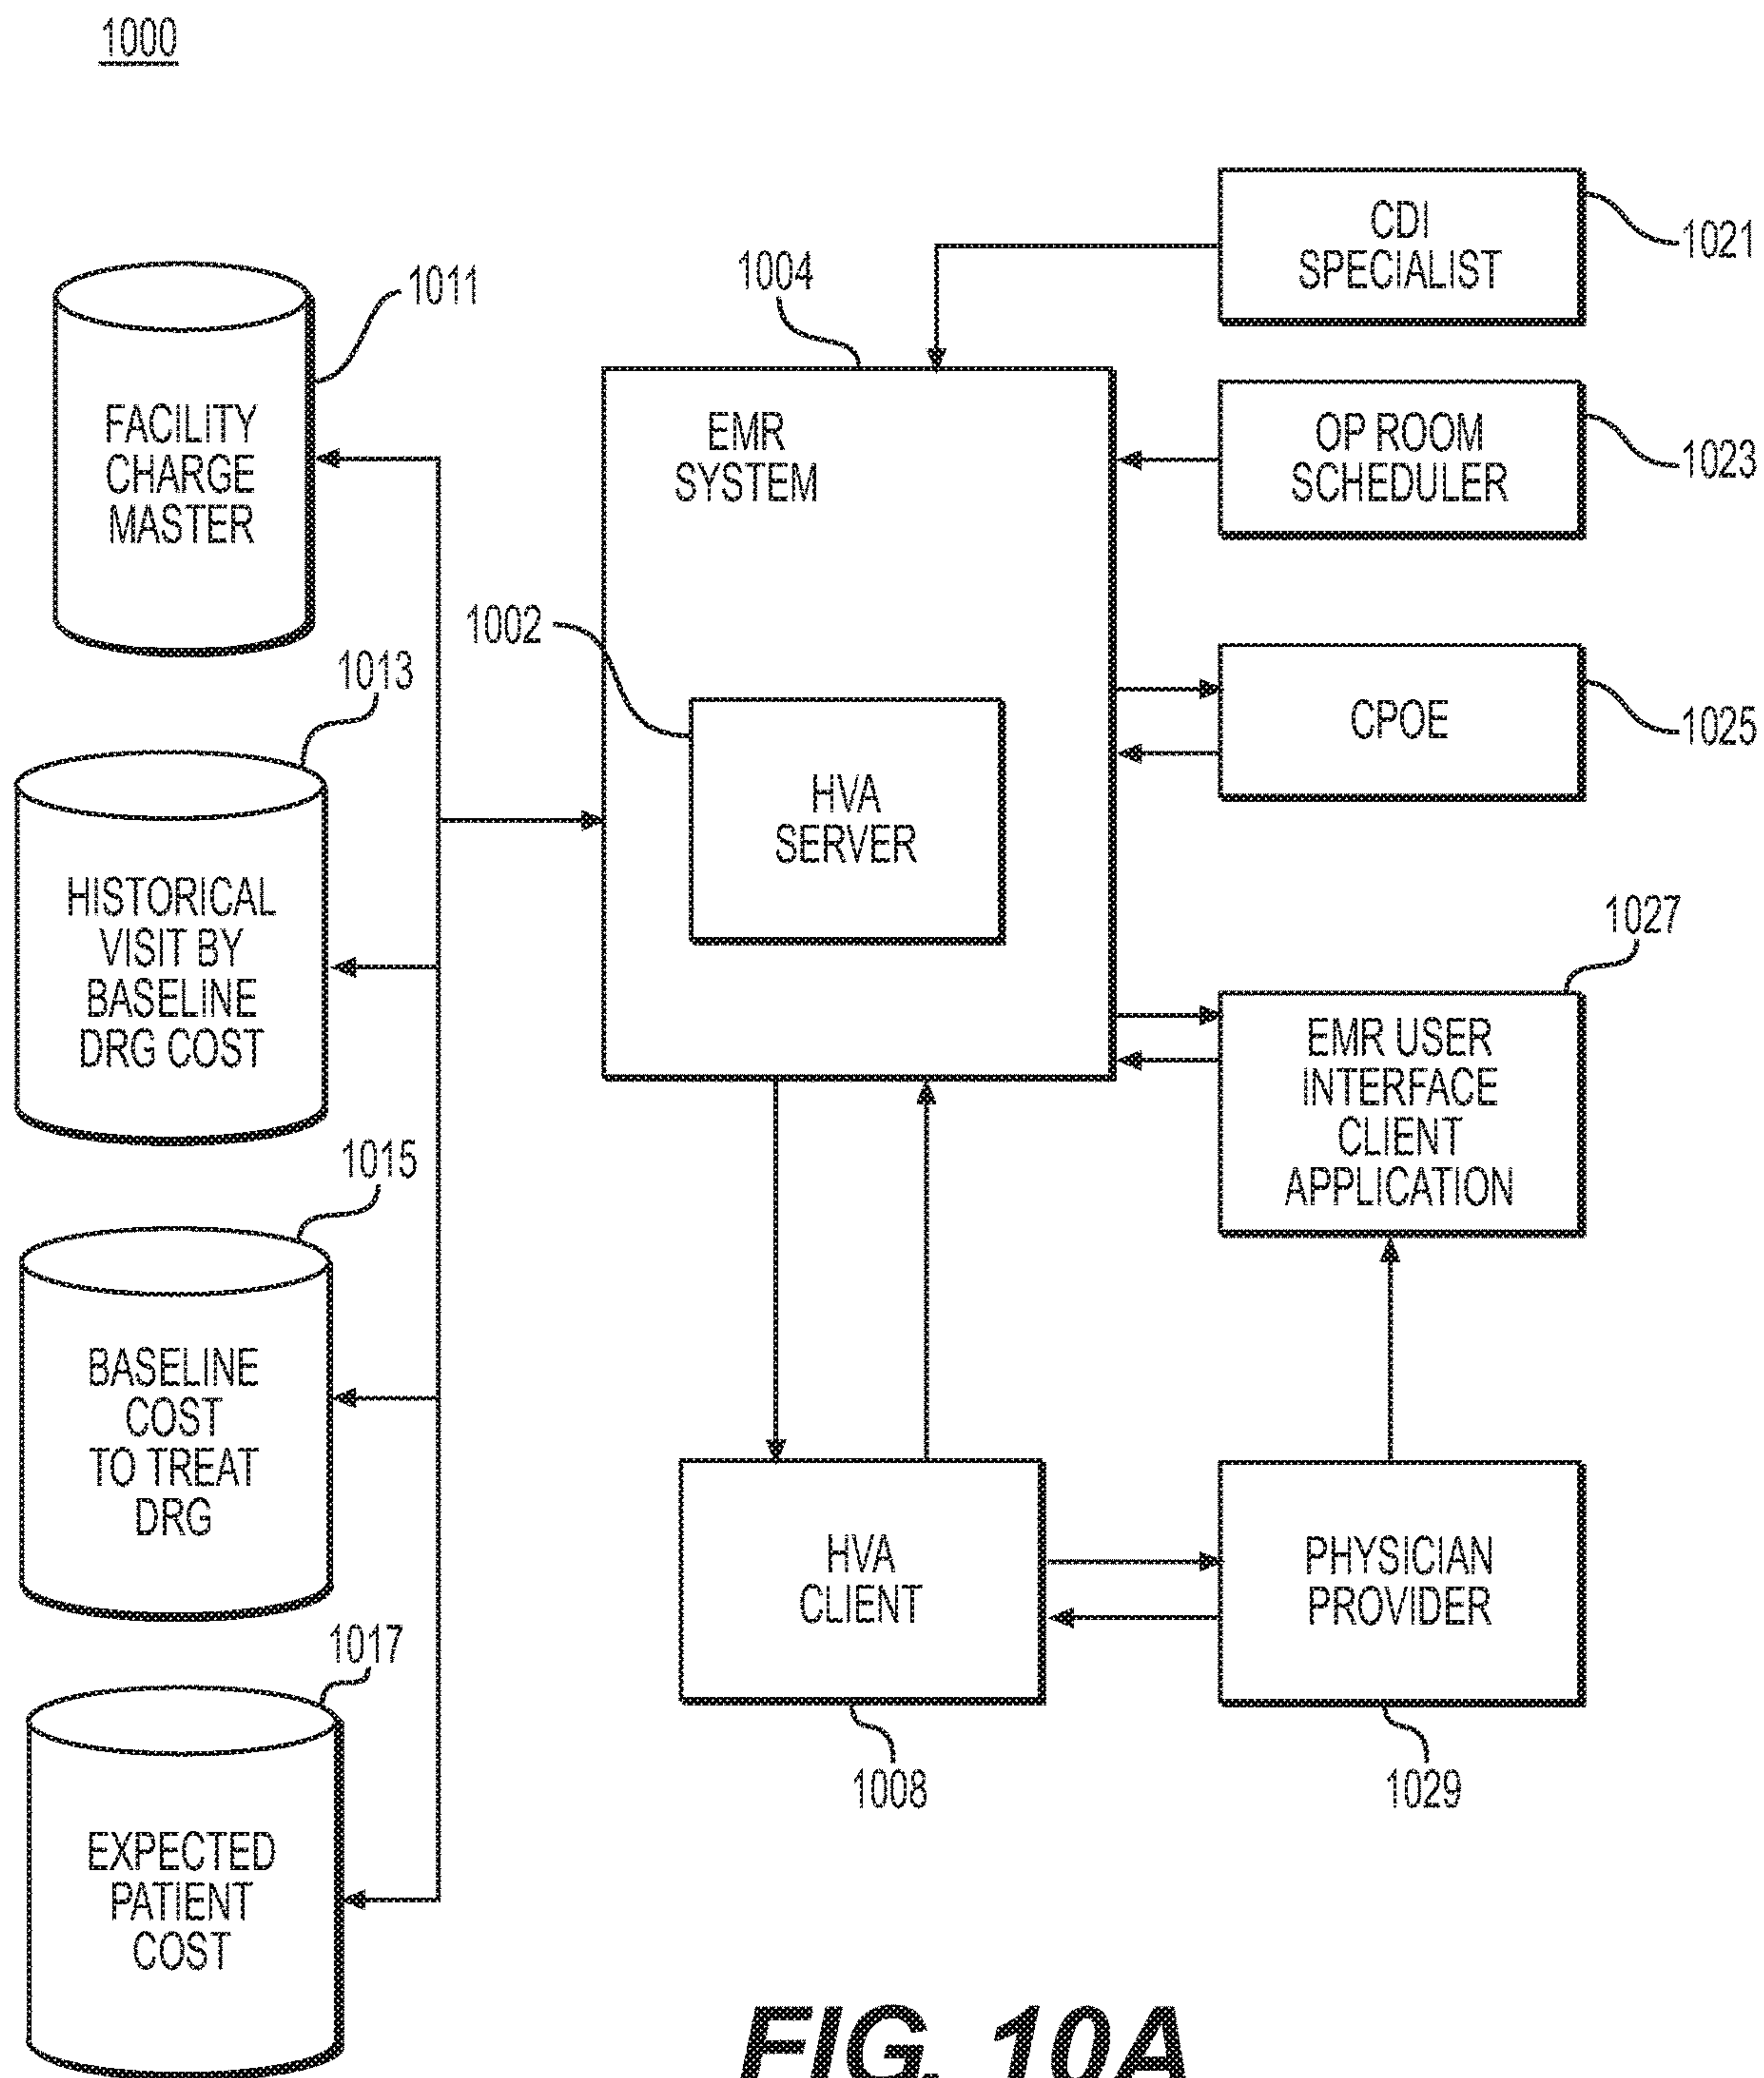 1000
CDI
SPECIALIST
1021
1004
1011
FACILITY
CHARGE
MASTER
EMR
SYSTEM
OP ROOM
SCHEDULER
1023
1002
1013
HVA
SERVER
CPOE
1025
HISTORICAL
VISIT BY
BASELINE
DRG COST
1027
EMR USER
INTERFACE
CLIENT
APPLICATION
1015
BASELINE
COST
TO TREAT
DRG
HVA
CLIENT
PHYSICIAN
PROVIDER
1017
1008
1029
EXPECTED
PATIENT
COST
FIG. 10A